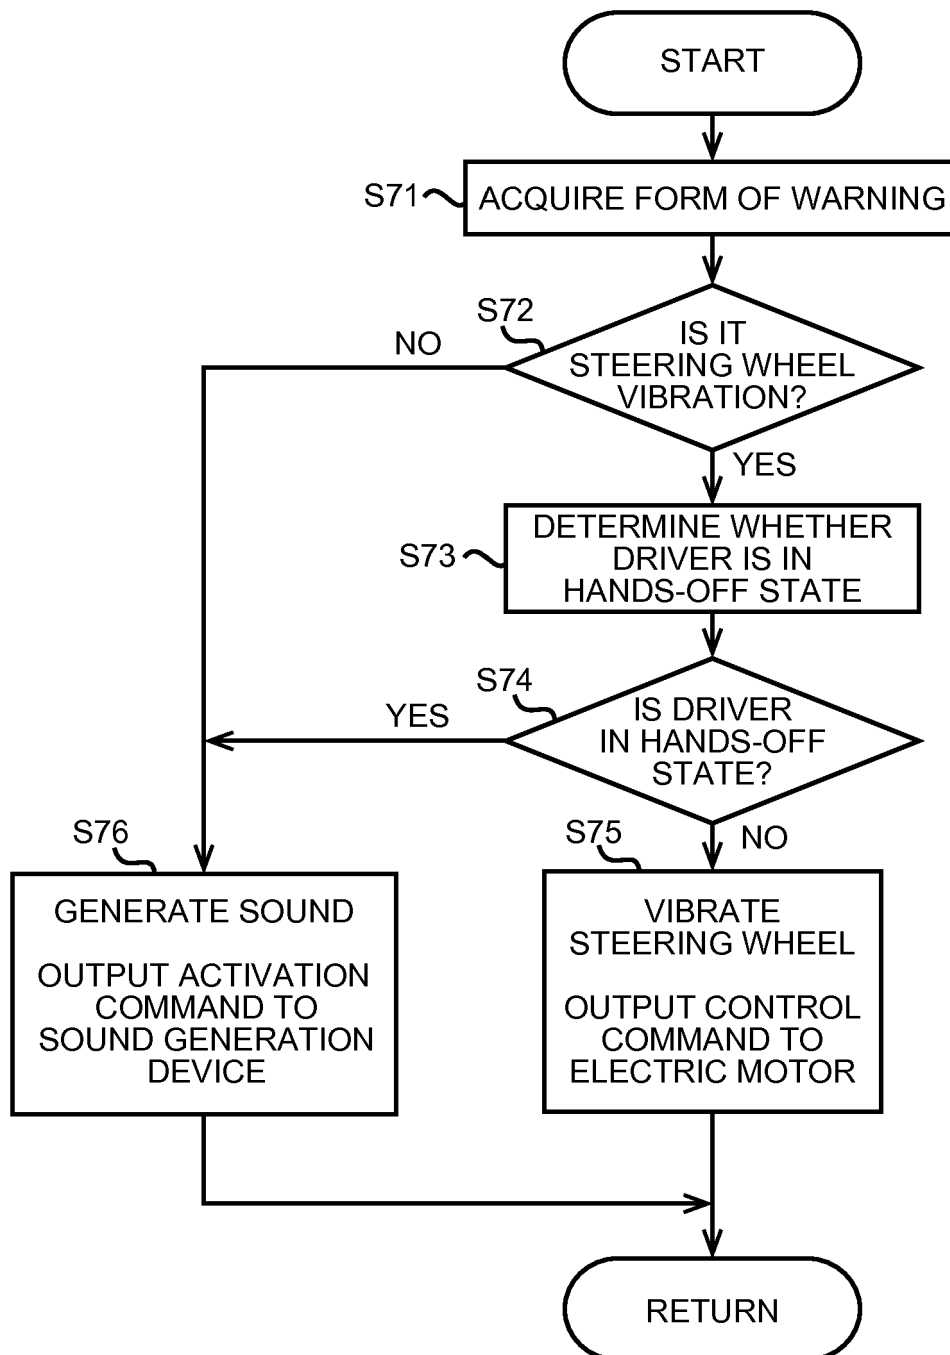 START
S71
ACQUIRE FORM OF WARNING
S72
IS IT
STEERING WHEEL
VIBRATION?
NO
YES
S73
DETERMINE WHETHER
DRIVER IS IN
HANDS-OFF STATE
S74
IS DRIVER
IN HANDS-OFF
STATE?
YES
NO
S76
GENERATE SOUND
OUTPUT ACTIVATION
COMMAND TO
SOUND GENERATION
DEVICE
S75
VIBRATE
STEERING WHEEL
OUTPUT CONTROL
COMMAND TO
ELECTRIC MOTOR
RETURN